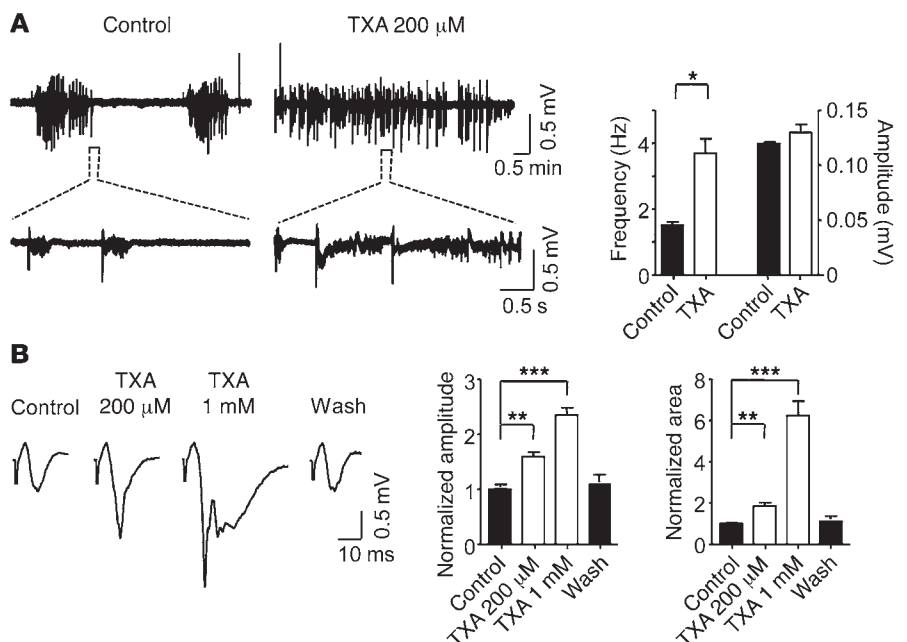 A
Control
TXA 200 µM
0.5 mV
0.5 min
0.5 mV
0.5 s
*
Frequency (Hz)
4
2
0
0.15
0.10
0.05
0
Amplitude (mV)
Control
TXA
Control
TXA
B
Control
TXA
200 µM
TXA
1 mM
Wash
0.5 mV
10 ms
Normalized amplitude
3
2
1
0
***
**
Control
TXA 200 µM
TXA 1 mM
Wash
Normalized area
8
6
4
2
0
***
**
Control
TXA 200 µM
TXA 1 mM
Wash